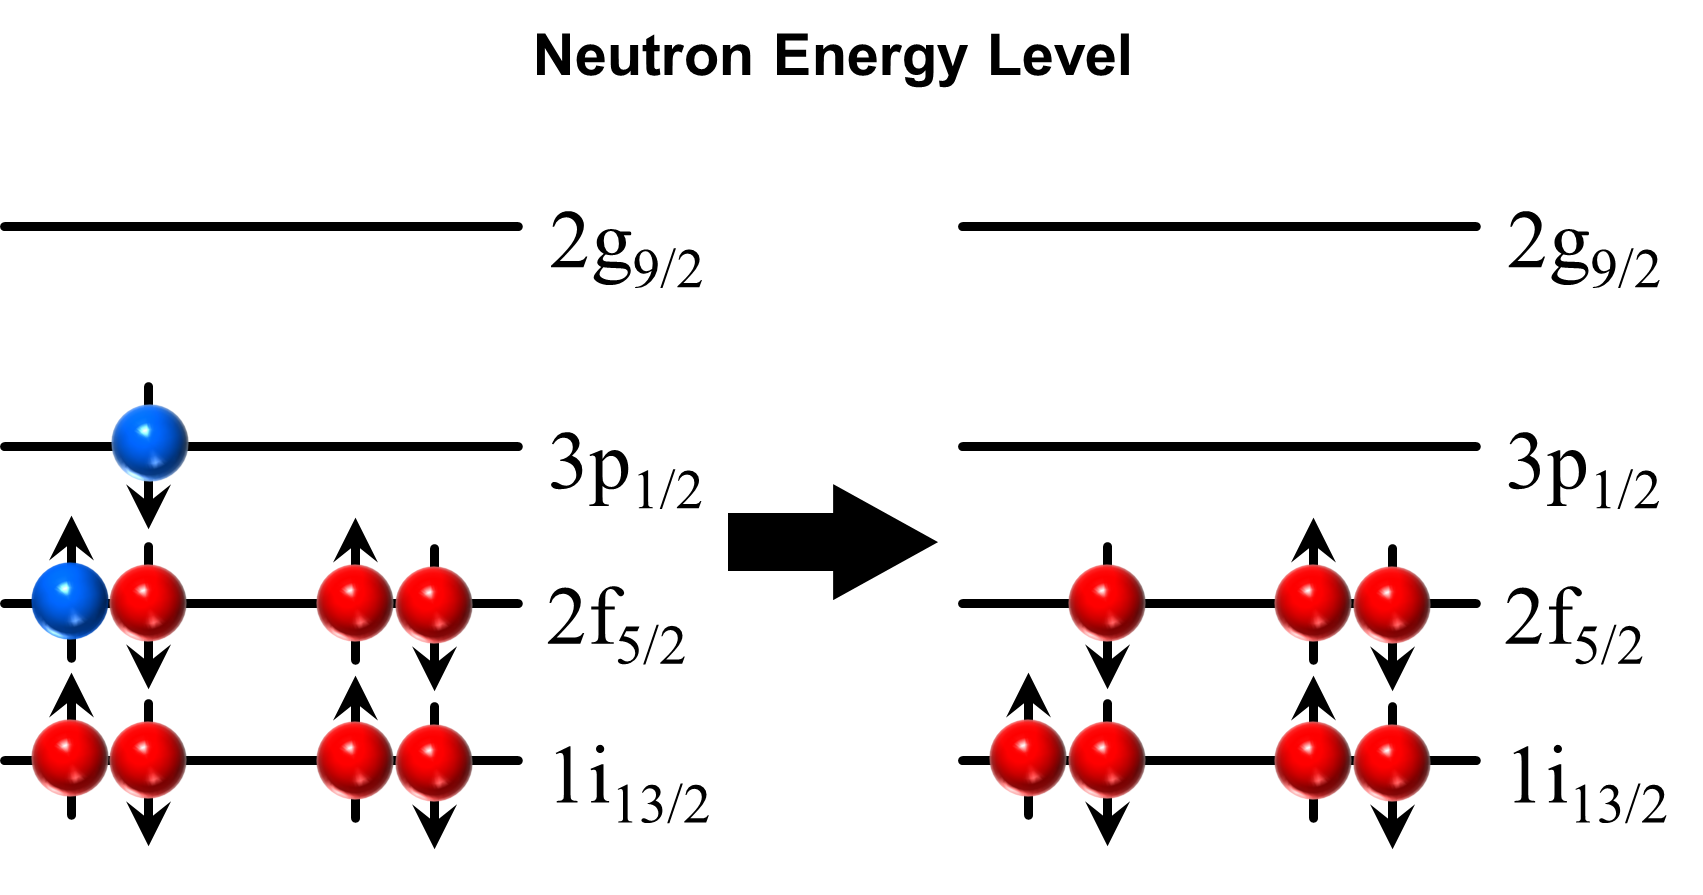 Neutron Energy Level
2g9/2 2g9/2
3p1/2 3p1/2
2f5/2 2f5/2
1i13/2 1i13/2